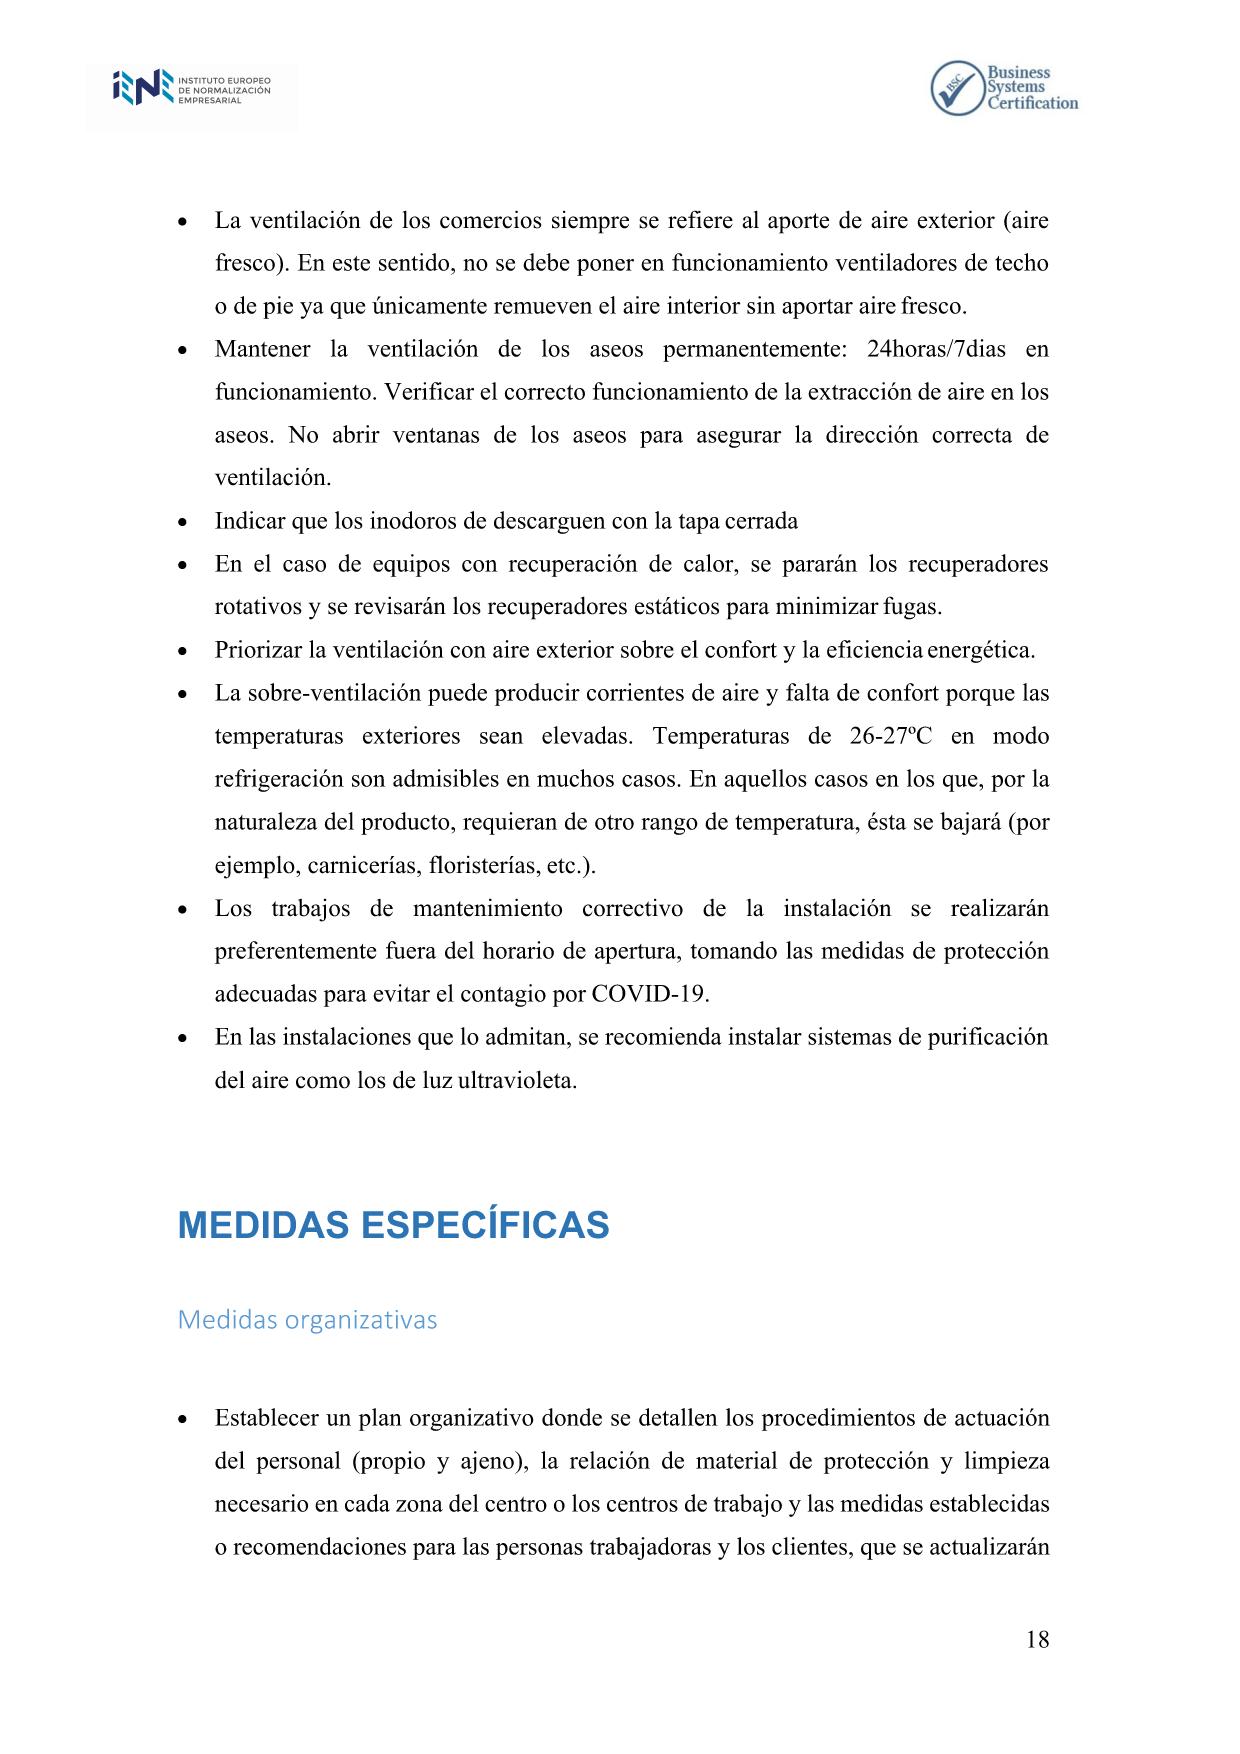 INSTITUTO EUROPEO
DE NORMALIZACIÓN
EMPRESARIAL
BSC
Business
Systems
Certification
• La ventilación de los comercios siempre se refiere al aporte de aire exterior (aire
fresco). En este sentido, no se debe poner en funcionamiento ventiladores de techo
o de pie ya que únicamente remueven el aire interior sin aportar aire fresco.
• Mantener la ventilación de los aseos permanentemente: 24horas/7dias en
funcionamiento. Verificar el correcto funcionamiento de la extracción de aire en los
aseos. No abrir ventanas de los aseos para asegurar la dirección correcta de
ventilación.
• Indicar que los inodoros de descarguen con la tapa cerrada
• En el caso de equipos con recuperación de calor, se pararán los recuperadores
rotativos y se revisarán los recuperadores estáticos para minimizar fugas.
• Priorizar la ventilación con aire exterior sobre el confort y la eficiencia energética.
• La sobre-ventilación puede producir corrientes de aire y falta de confort porque las
temperaturas exteriores sean elevadas. Temperaturas de 26-27ºC en modo
refrigeración son admisibles en muchos casos. En aquellos casos en los que, por la
naturaleza del producto, requieran de otro rango de temperatura, ésta se bajará (por
ejemplo, carnicerías, floristerías, etc.).
• Los trabajos de mantenimiento correctivo de la instalación se realizarán
preferentemente fuera del horario de apertura, tomando las medidas de protección
adecuadas para evitar el contagio por COVID-19.
• En las instalaciones que lo admitan, se recomienda instalar sistemas de purificación
del aire como los de luz ultravioleta.
MEDIDAS ESPECÍFICAS
Medidas organizativas
• Establecer un plan organizativo donde se detallen los procedimientos de actuación
del personal (propio y ajeno), la relación de material de protección y limpieza
necesario en cada zona del centro o los centros de trabajo y las medidas establecidas
o recomendaciones para las personas trabajadoras y los clientes, que se actualizarán
18